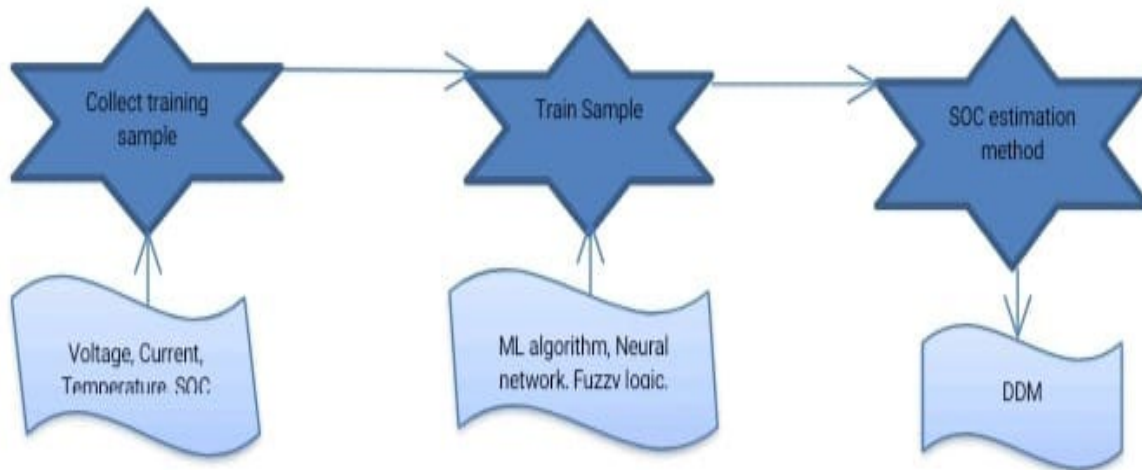 Collect training
sample
Train Sample
SOC estimation
method
Voltage, Current,
Temperature, SOC
ML algorithm, Neural
network, Fuzzy logic,
DDM